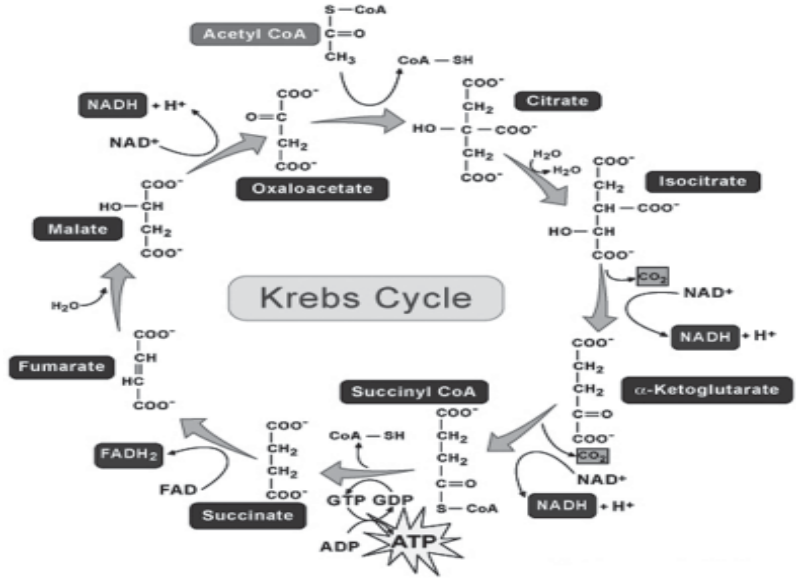 S — CoA
Acetyl CoA
C=O
CH₃
CoA — SH
NADH + H⁺
NAD⁺
COO⁻
O=C
CH₂
COO⁻
Oxaloacetate
COO⁻
CH₂
HO — C — COO⁻
CH₂
COO⁻
Citrate
H₂O
H₂O
COO⁻
CH₂
CH — COO⁻
HO — CH
COO⁻
Isocitrate
CO₂
NAD⁺
NADH + H⁺
COO⁻
HO — CH
CH₂
COO⁻
Malate
Krebs Cycle
H₂O
COO⁻
CH
HC
COO⁻
Fumarate
COO⁻
CH₂
CH₂
C=O
COO⁻
α-Ketoglutarate
CO₂
NAD⁺
NADH + H⁺
Succinyl CoA
COO⁻
CH₂
CH₂
C=O
S — CoA
CoA — SH
GTP GDP
ADP
ATP
COO⁻
CH₂
CH₂
COO⁻
Succinate
FADH₂
FAD